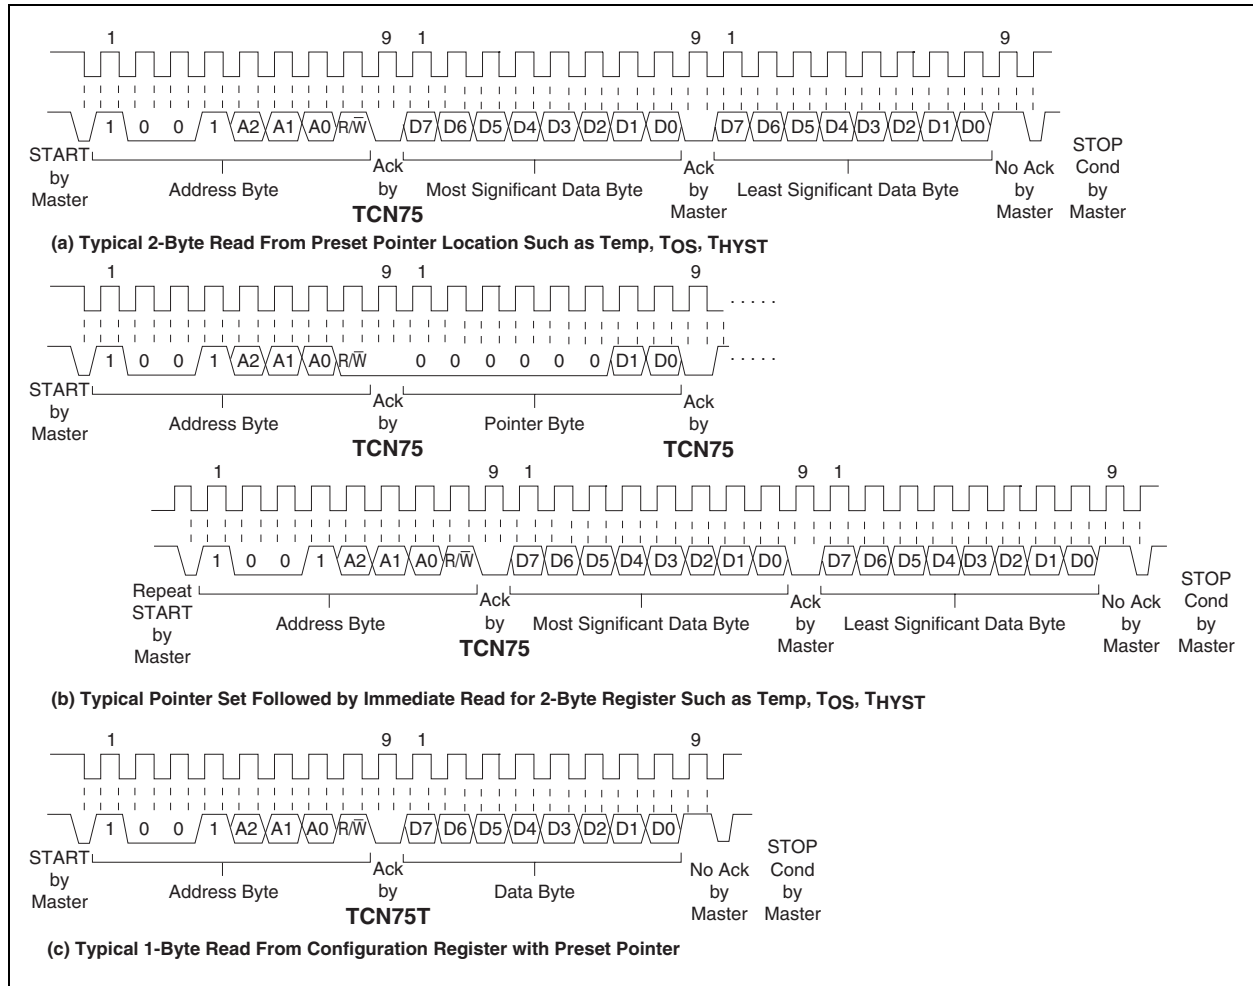 1 9 1 9 1 9
1 0 0 1 A2 A1 A0 R/W̅ D7 D6 D5 D4 D3 D2 D1 D0 D7 D6 D5 D4 D3 D2 D1 D0
START by Master
Address Byte
Ack by TCN75
Most Significant Data Byte
Ack by Master
Least Significant Data Byte
No Ack by Master
STOP Cond by Master
(a) Typical 2-Byte Read From Preset Pointer Location Such as Temp, TOS, THYST
1 9 1 9
1 0 0 1 A2 A1 A0 R/W̅ 0 0 0 0 0 0 D1 D0
. . . . .
. . . . .
START by Master
Address Byte
Ack by TCN75
Pointer Byte
Ack by TCN75
1 9 1 9 1 9
1 0 0 1 A2 A1 A0 R/W̅ D7 D6 D5 D4 D3 D2 D1 D0 D7 D6 D5 D4 D3 D2 D1 D0
Repeat START by Master
Address Byte
Ack by TCN75
Most Significant Data Byte
Ack by Master
Least Significant Data Byte
No Ack by Master
STOP Cond by Master
(b) Typical Pointer Set Followed by Immediate Read for 2-Byte Register Such as Temp, TOS, THYST
1 9 1 9
1 0 0 1 A2 A1 A0 R/W̅ D7 D6 D5 D4 D3 D2 D1 D0
START by Master
Address Byte
Ack by TCN75T
Data Byte
No Ack by Master
STOP Cond by Master
(c) Typical 1-Byte Read From Configuration Register with Preset Pointer